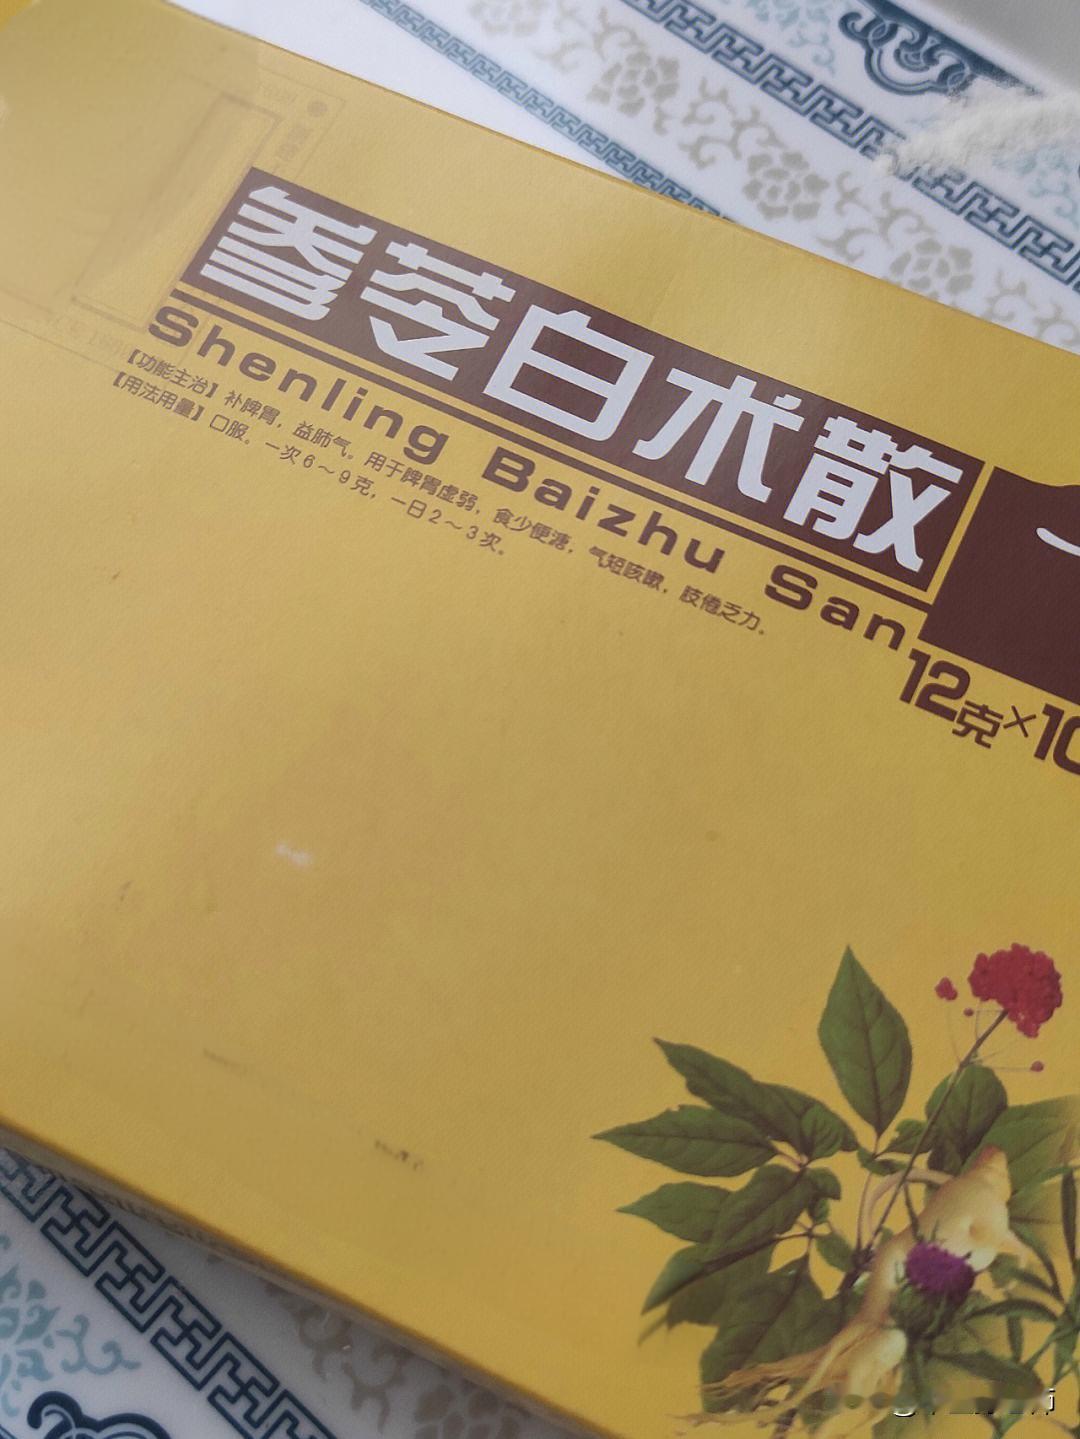 参苓白术散
Shenling Baizhu San
【功能主治】补脾胃，益肺气。用于脾胃虚弱，食少便溏，气短咳嗽，肢倦乏力。
【用法用量】口服。一次6～9克，一日2～3次。
12克×10